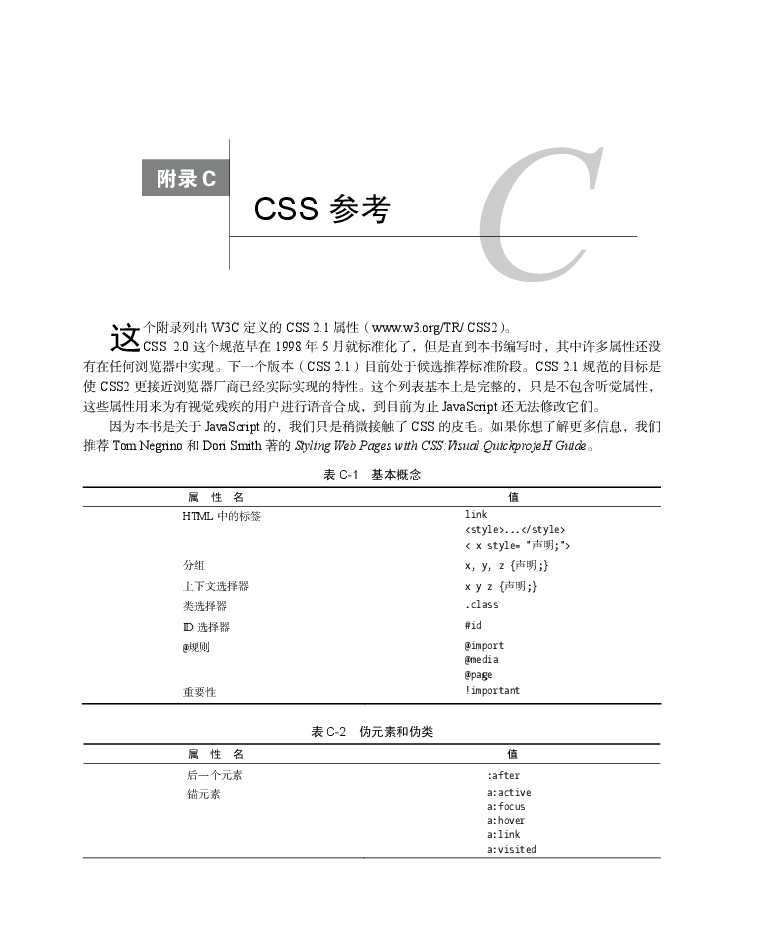 附录 C
C
CSS 参考
这个附录列出 W3C 定义的 CSS 2.1 属性（www.w3.org/TR/ CSS2）。
CSS 2.0 这个规范早在 1998 年 5 月就标准化了，但是直到本书编写时，其中许多属性还没
有在任何浏览器中实现。下一个版本（CSS 2.1）目前处于候选推荐标准阶段。CSS 2.1 规范的目标是
使 CSS2 更接近浏览器厂商已经实际实现的特性。这个列表基本上是完整的，只是不包含听觉属性，
这些属性用来为有视觉残疾的用户进行语音合成，到目前为止 JavaScript 还无法修改它们。
因为本书是关于 JavaScript 的，我们只是稍微接触了 CSS 的皮毛。如果你想了解更多信息，我们
推荐 Tom Negrino 和 Dori Smith 著的 Styling Web Pages with CSS:Visual QuickprojeH Guide。
表 C-1 基本概念
属 性 名 值
HTML 中的标签 link
<style>...</style>
< x style= "声明;">
分组 x, y, z {声明;}
上下文选择器 x y z {声明;}
类选择器 .class
ID 选择器 #id
@规则 @import
@media
@page
重要性 !important
表 C-2 伪元素和伪类
属 性 名 值
后一个元素 :after
锚元素 a:active
a:focus
a:hover
a:link
a:visited